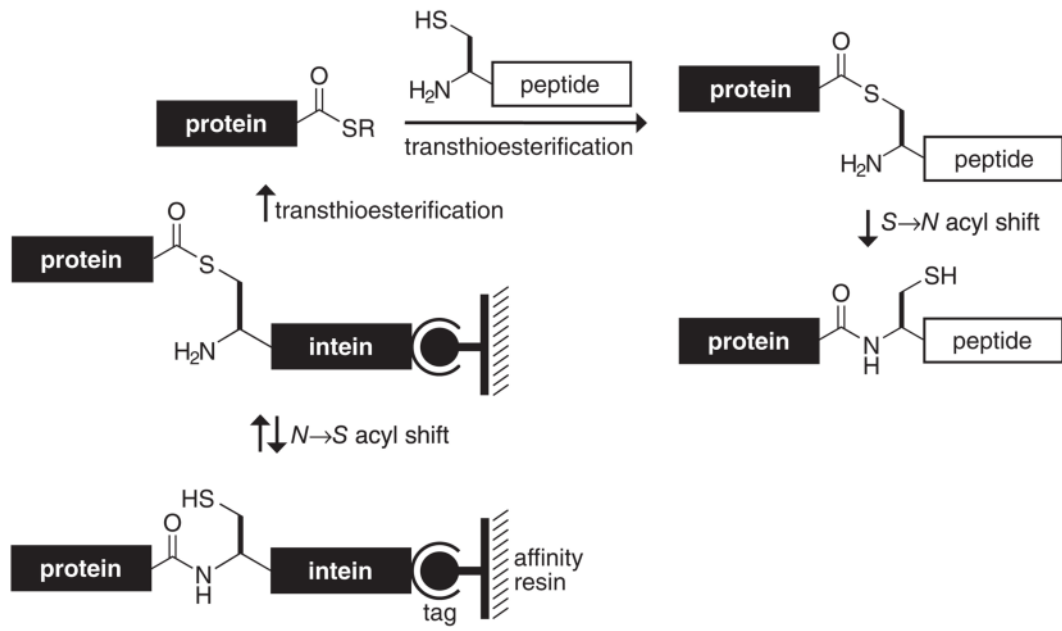 HS
H₂N
peptide
O
protein
SR
transthioesterification
O
protein
S
H₂N
peptide
transthioesterification
S→N acyl shift
O
protein
S
H₂N
intein
SH
O
protein
N
H
peptide
N→S acyl shift
HS
O
protein
N
H
intein
tag
affinity
resin